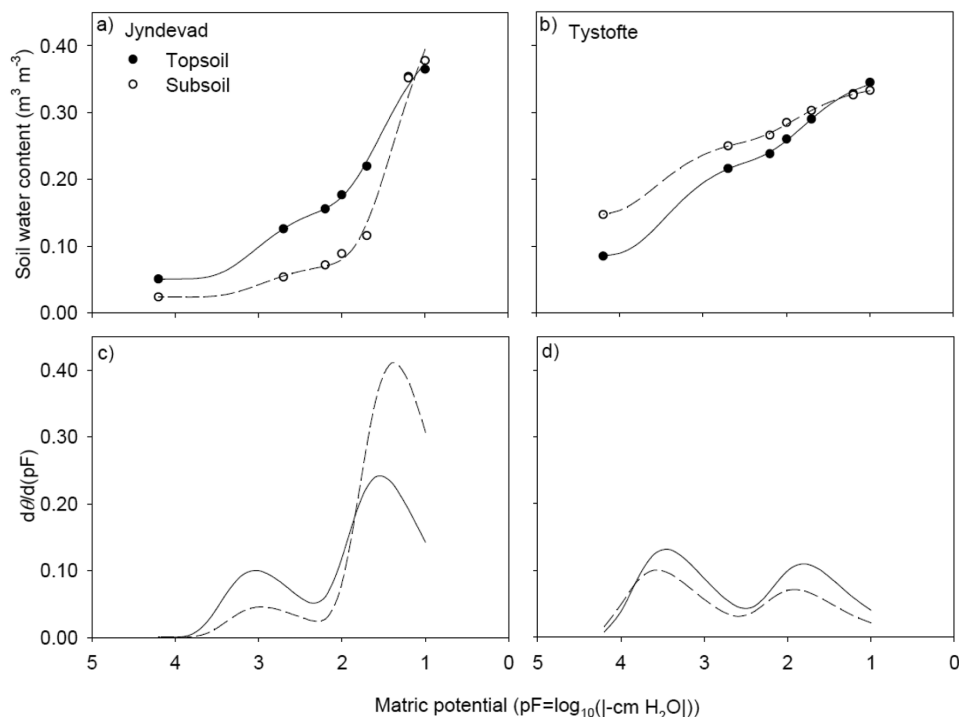 a) Jyndevad
Topsoil
Subsoil
b) Tystofte
0.40
0.30
0.20
0.10
0.00
Soil water content (m³ m⁻³)
c)
d)
0.40
0.30
0.20
0.10
0.00
dθ/d(pF)
5 4 3 2 1 0
5 4 3 2 1 0
Matric potential (pF=log₁₀(|-cm H₂O|))